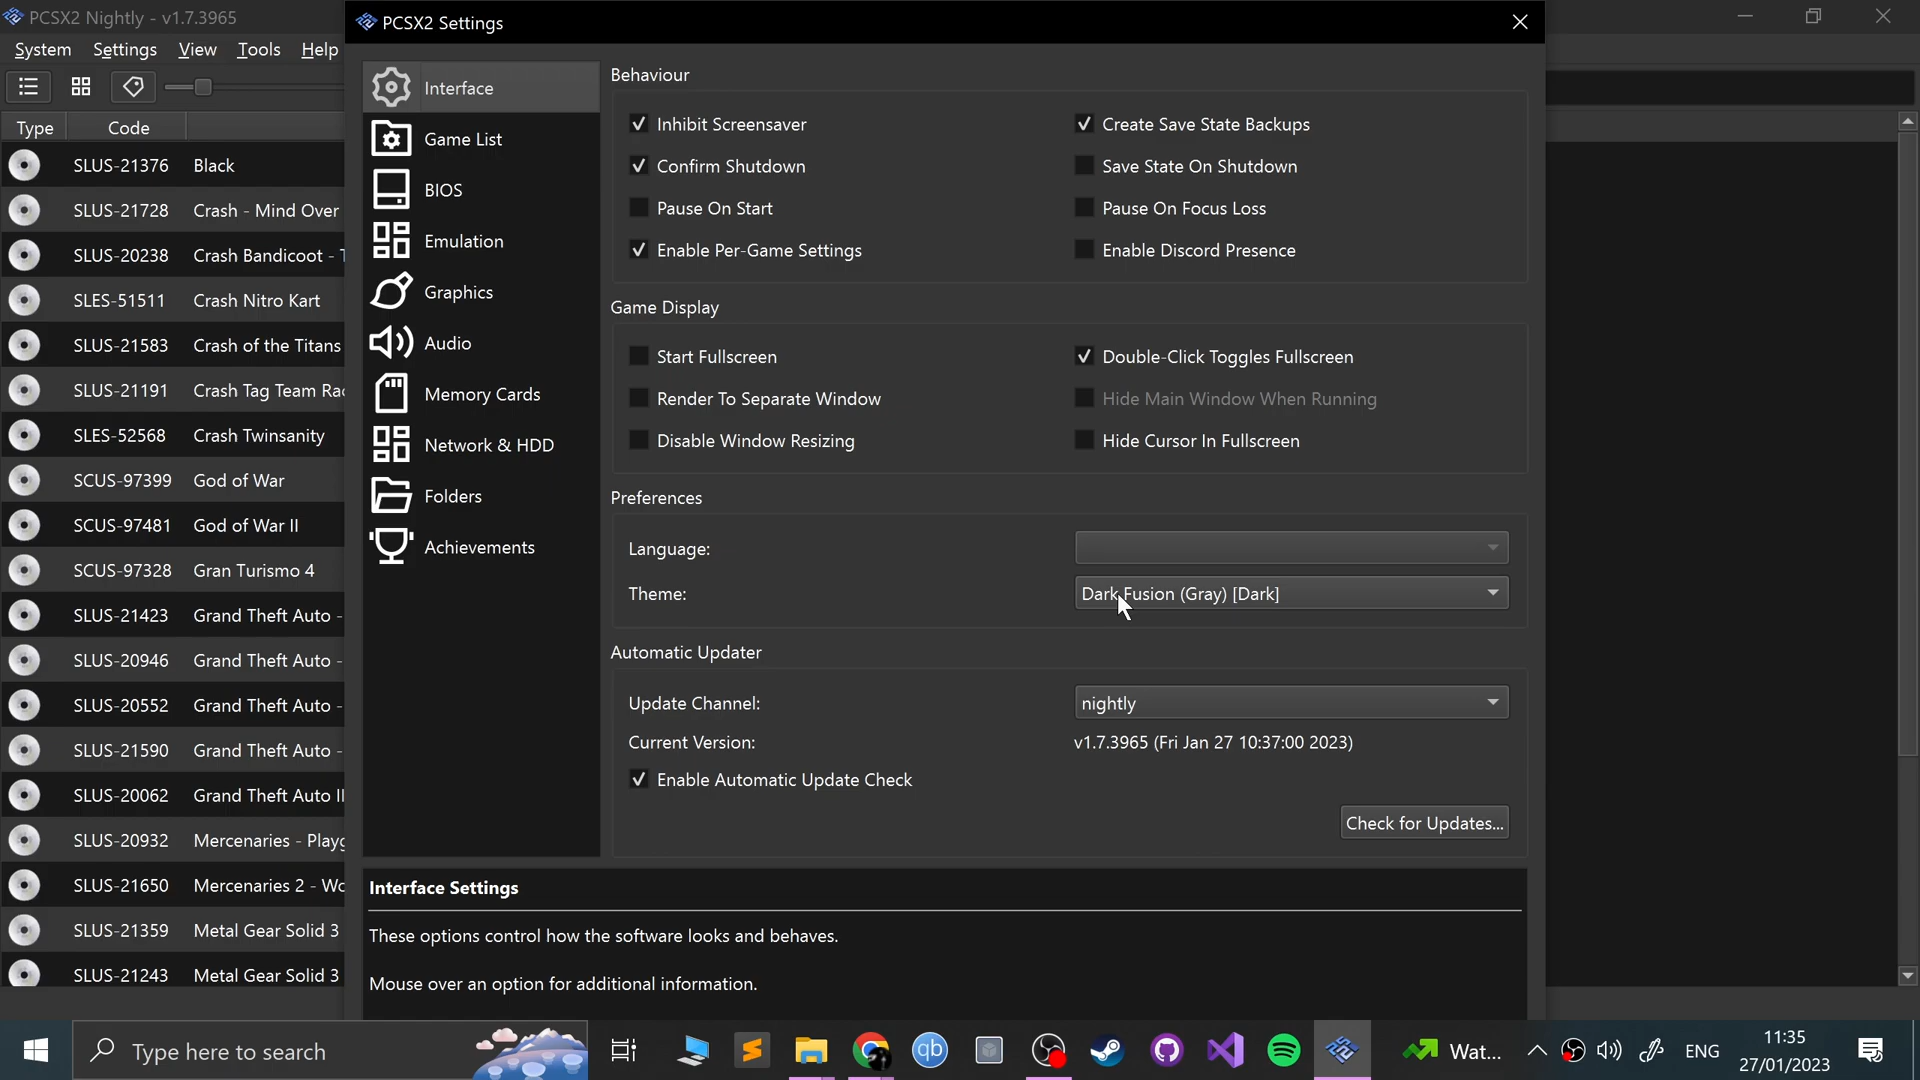 PCSX2 Nightly - v1.7.3965
System Settings View Tools Help
Type Code
SLUS-21376 Black
SLUS-21728 Crash - Mind Over
SLUS-20238 Crash Bandicoot -
SLES-51511 Crash Nitro Kart
SLUS-21583 Crash of the Titans
SLUS-21191 Crash Tag Team Rac
SLES-52568 Crash Twinsanity
SCUS-97399 God of War
SCUS-97481 God of War II
SCUS-97328 Gran Turismo 4
SLUS-21423 Grand Theft Auto -
SLUS-20946 Grand Theft Auto -
SLUS-20552 Grand Theft Auto -
SLUS-21590 Grand Theft Auto -
SLUS-20062 Grand Theft Auto II
SLUS-20932 Mercenaries - Playg
SLUS-21650 Mercenaries 2 - Wo
SLUS-21359 Metal Gear Solid 3
SLUS-21243 Metal Gear Solid 3
PCSX2 Settings
Interface
Game List
BIOS
Emulation
Graphics
Audio
Memory Cards
Network & HDD
Folders
Achievements
Behaviour
Inhibit Screensaver
Create Save State Backups
Confirm Shutdown
Save State On Shutdown
Pause On Start
Pause On Focus Loss
Enable Per-Game Settings
Enable Discord Presence
Game Display
Start Fullscreen
Double-Click Toggles Fullscreen
Render To Separate Window
Hide Main Window When Running
Disable Window Resizing
Hide Cursor In Fullscreen
Preferences
Language:
Theme:
Dark Fusion (Gray) [Dark]
Automatic Updater
Update Channel:
nightly
Current Version:
v1.7.3965 (Fri Jan 27 10:37:00 2023)
Enable Automatic Update Check
Check for Updates...
Interface Settings
These options control how the software looks and behaves.
Mouse over an option for additional information.
Type here to search
qb
Wat...
ENG
11:35
27/01/2023